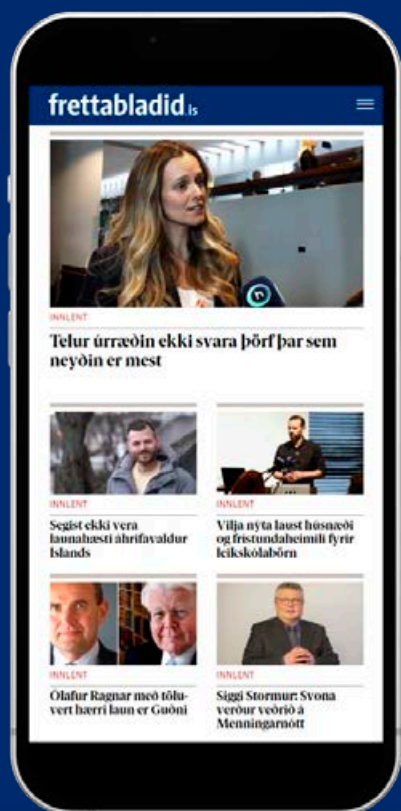 frettabladid.is
INNLENT
Telur úrræðin ekki svara þörf þar sem
neyðin er mest
INNLENT
Segist ekki vera
launahæsti áhrifavaldur
Íslands
INNLENT
Vilja nýta laust húsnæði
og frístundaheimili fyrir
leikskólabörn
INNLENT
Ólafur Ragnar með tölu-
vert hærri laun er Guðni
INNLENT
Siggi Stormur: Svona
verður veðrið á
Menningarnótt